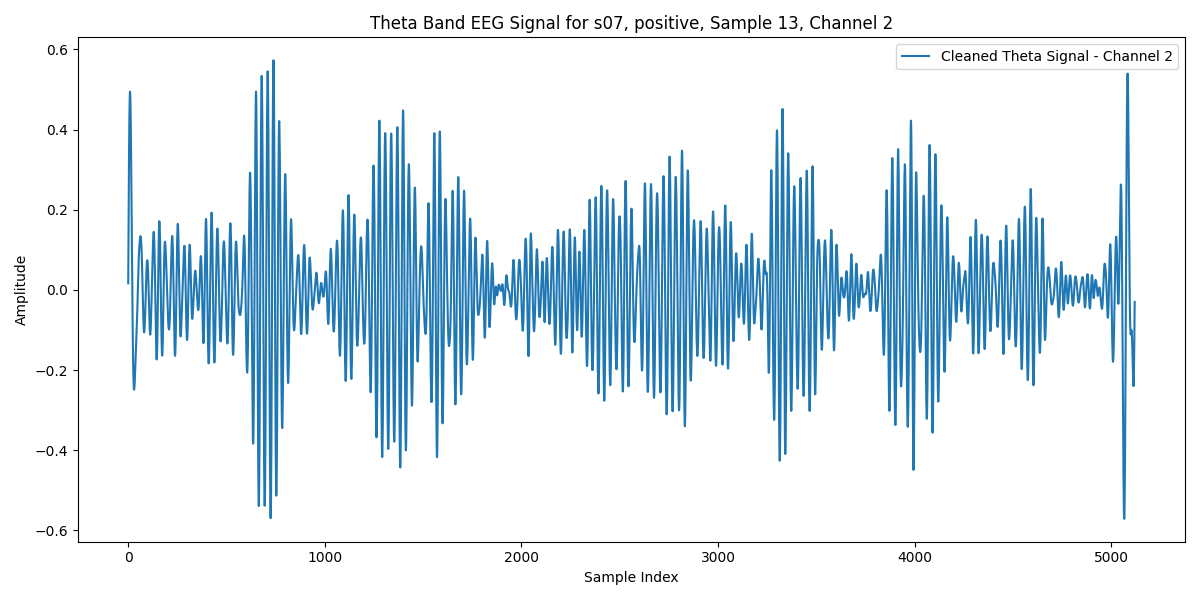 Theta Band EEG Signal for s07, positive, Sample 13, Channel 2
Cleaned Theta Signal - Channel 2
Amplitude
0.6
0.4
0.2
0.0
−0.2
−0.4
−0.6
0 1000 2000 3000 4000 5000
Sample Index